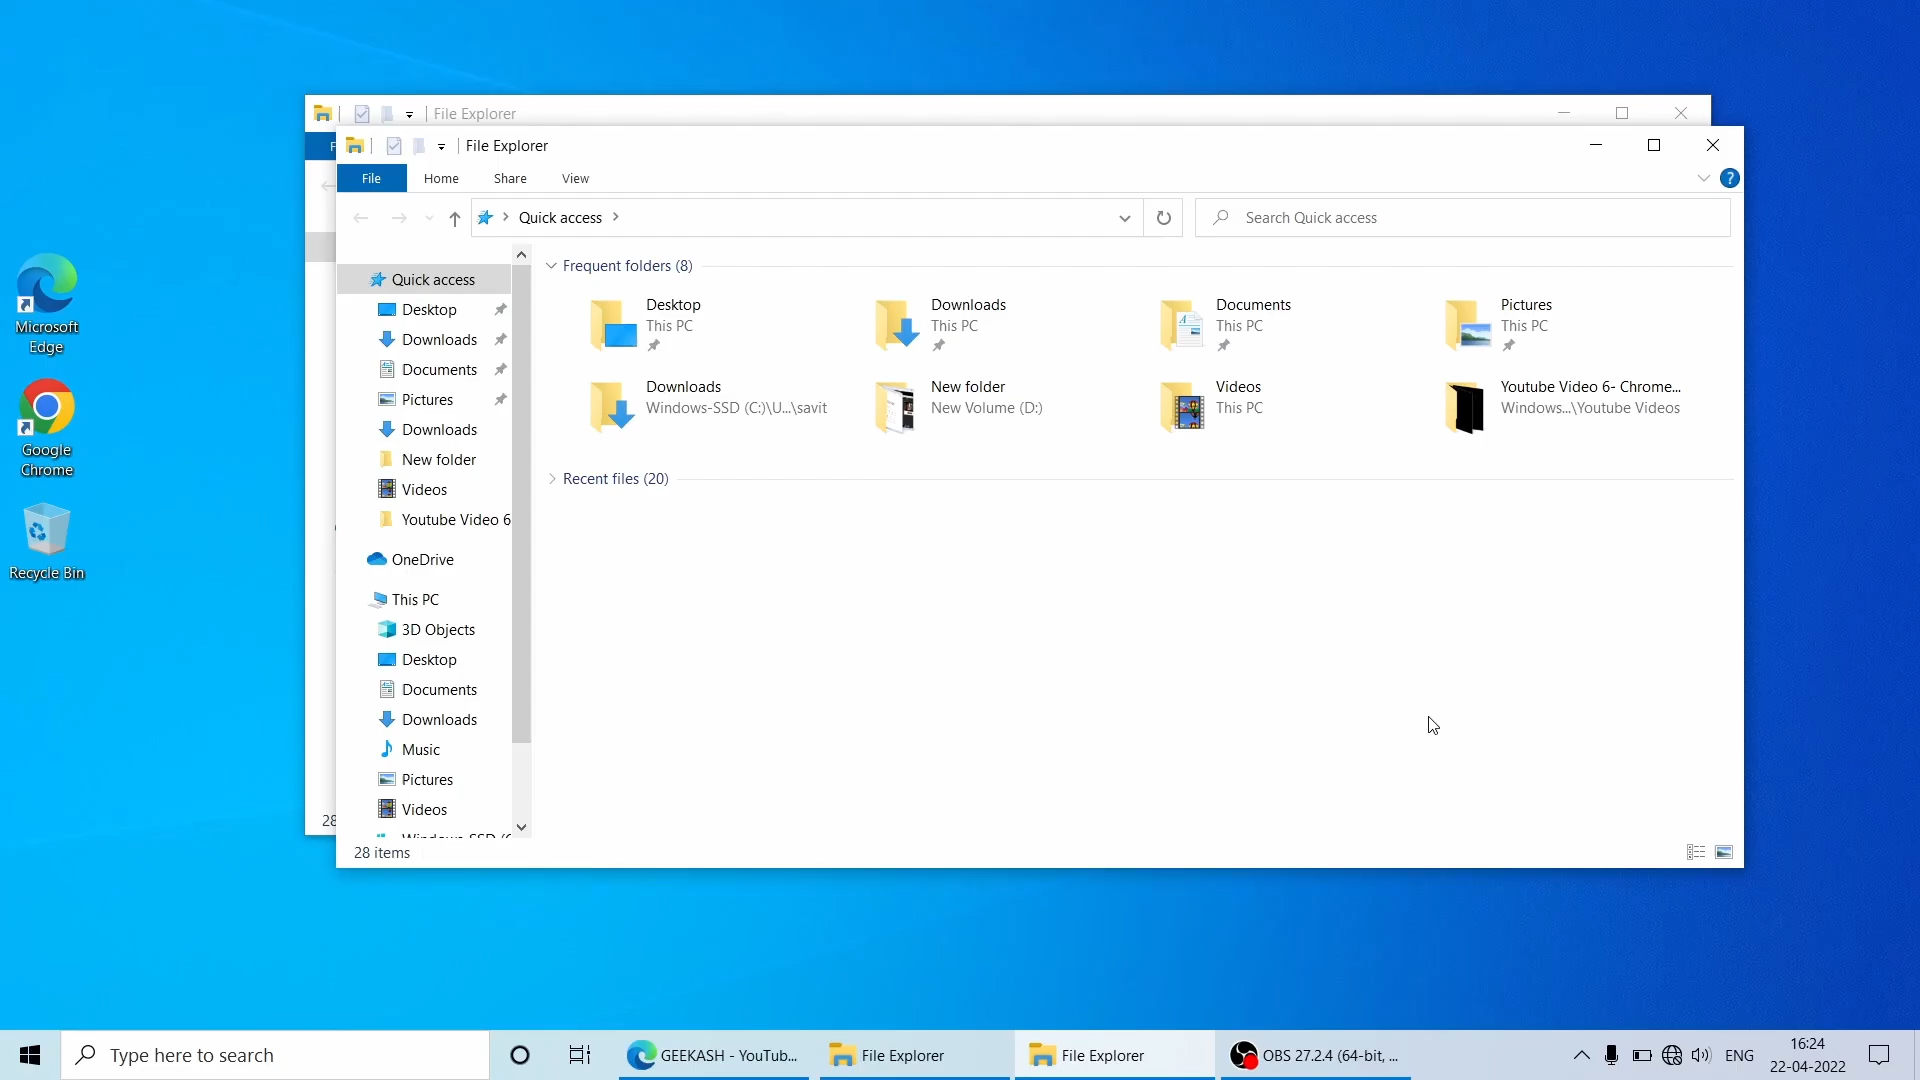 File Explorer
File Explorer
File
Home
Share
View
Quick access
Search Quick access
Microsoft
Edge
Google
Chrome
Recycle Bin
Quick access
Desktop
Downloads
Documents
Pictures
Downloads
New folder
Videos
Youtube Video 6
OneDrive
This PC
3D Objects
Desktop
Documents
Downloads
Music
Pictures
Videos
Windows-SSD (C
Frequent folders (8)
Desktop
This PC
Downloads
This PC
Documents
This PC
Pictures
This PC
Downloads
Windows-SSD (C:)\U...\savit
New folder
New Volume (D:)
Videos
This PC
Youtube Video 6- Chrome...
Windows...\Youtube Videos
Recent files (20)
28
28 items
Type here to search
GEEKASH - YouTub...
File Explorer
File Explorer
OBS 27.2.4 (64-bit, ...
ENG
16:24
22-04-2022